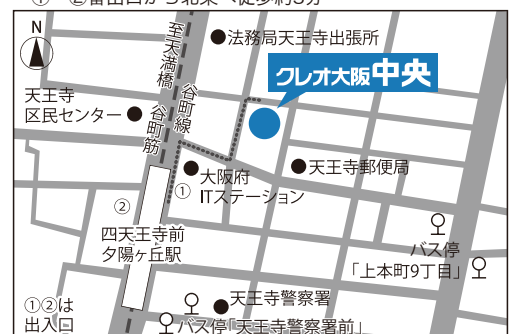 ①・②番出口から北東へ徒歩約3分
N
至天満橋
谷町筋
谷町線
法務局天王寺出張所
クレオ大阪中央
天王寺
区民センター
天王寺郵便局
大阪府
ITステーション
①
②
四天王寺前
夕陽ヶ丘駅
バス停
「上本町9丁目」
①②は
出入口
天王寺警察署
バス停「天王寺警察署前」